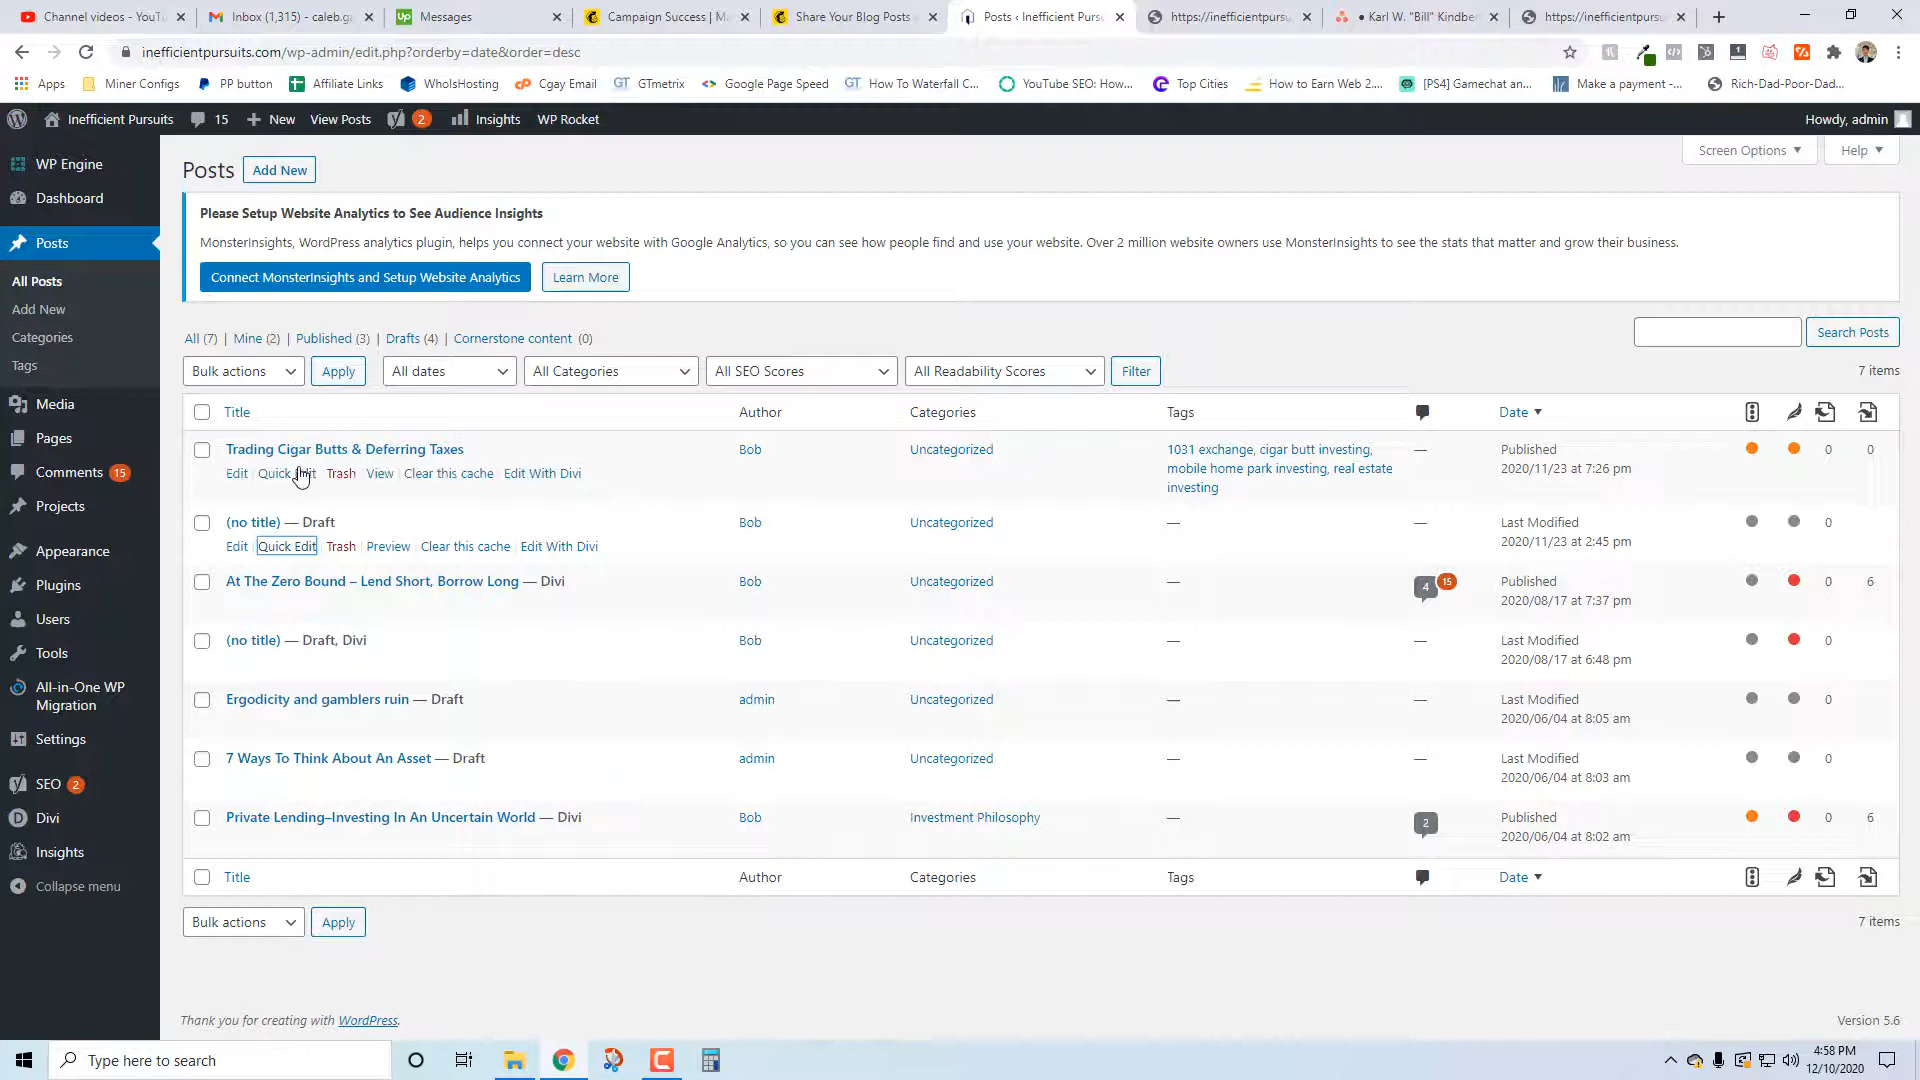 Channel videos - YouTu
Inbox (1,315) - caleb.ga
Messages
Campaign Success | Ma
Share Your Blog Posts
Posts ‹ Inefficient Pursu
https://inefficientpursu
• Karl W. "Bill" Kindber
https://inefficientpursu
inefficientpursuits.com/wp-admin/edit.php?orderby=date&order=desc
Apps
Miner Configs
PP button
Affiliate Links
WhoIsHosting
Cgay Email
GTmetrix
Google Page Speed
How To Waterfall C...
YouTube SEO: How...
Top Cities
How to Earn Web 2....
[PS4] Gamechat an...
Make a payment -...
Rich-Dad-Poor-Dad...
Inefficient Pursuits
15
New
View Posts
2
Insights
WP Rocket
Howdy, admin
WP Engine
Dashboard
Posts
All Posts
Add New
Categories
Tags
Media
Pages
Comments 15
Projects
Appearance
Plugins
Users
Tools
All-in-One WP
Migration
Settings
SEO 2
Divi
Insights
Collapse menu
Posts
Add New
Screen Options
Help
Please Setup Website Analytics to See Audience Insights
MonsterInsights, WordPress analytics plugin, helps you connect your website with Google Analytics, so you can see how people find and use your website. Over 2 million website owners use MonsterInsights to see the stats that matter and grow their business.
Connect MonsterInsights and Setup Website Analytics
Learn More
All (7) | Mine (2) | Published (3) | Drafts (4) | Cornerstone content (0)
Search Posts
Bulk actions
Apply
All dates
All Categories
All SEO Scores
All Readability Scores
Filter
7 items
Title Author Categories Tags Date
Trading Cigar Butts & Deferring Taxes
Edit | Quick Edit | Trash | View | Clear this cache | Edit With Divi
Bob
Uncategorized
1031 exchange, cigar butt investing,
mobile home park investing, real estate
investing
—
Published
2020/11/23 at 7:26 pm
0 0
(no title) — Draft
Edit | Quick Edit | Trash | Preview | Clear this cache | Edit With Divi
Bob
Uncategorized
—
—
Last Modified
2020/11/23 at 2:45 pm
0
At The Zero Bound – Lend Short, Borrow Long — Divi
Bob
Uncategorized
—
4 15
Published
2020/08/17 at 7:37 pm
0 6
(no title) — Draft, Divi
Bob
Uncategorized
—
—
Last Modified
2020/08/17 at 6:48 pm
0
Ergodicity and gamblers ruin — Draft
admin
Uncategorized
—
—
Last Modified
2020/06/04 at 8:05 am
0
7 Ways To Think About An Asset — Draft
admin
Uncategorized
—
—
Last Modified
2020/06/04 at 8:03 am
0
Private Lending–Investing In An Uncertain World — Divi
Bob
Investment Philosophy
—
2
Published
2020/06/04 at 8:02 am
0 6
Title Author Categories Tags Date
Bulk actions
Apply
7 items
Thank you for creating with WordPress.
Version 5.6
Type here to search
4:58 PM
12/10/2020